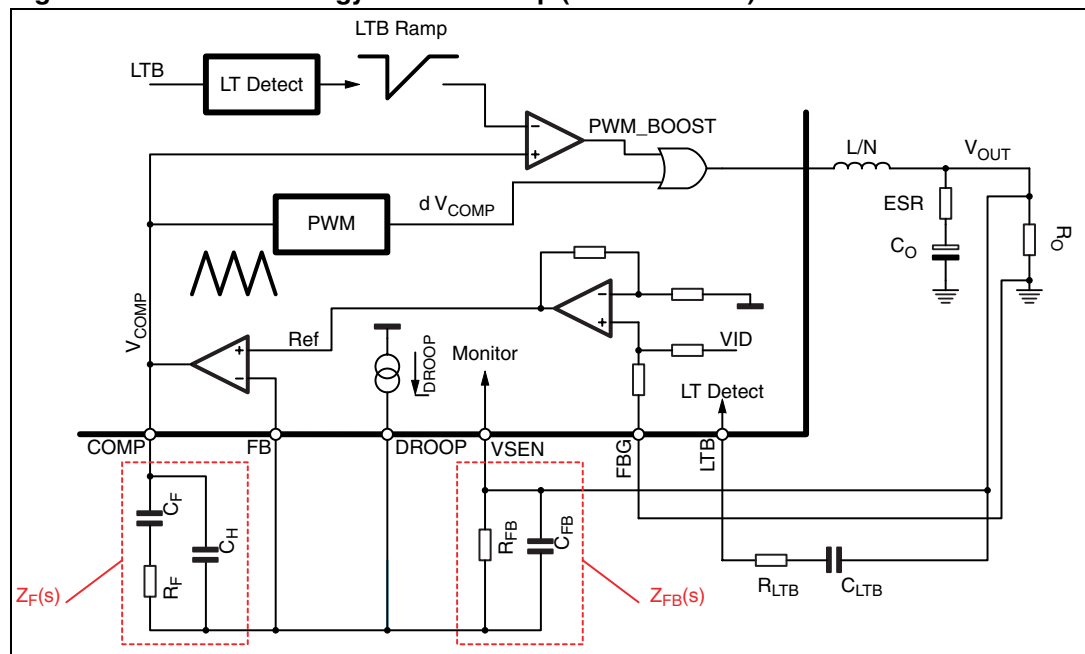 LTB Ramp
LTB
LT Detect
PWM_BOOST
L/N
VOUT
d VCOMP
PWM
ESR
CO
RO
VCOMP
Ref
IDROOP
Monitor
VID
LT Detect
COMP
FB
DROOP
VSEN
FBG
LTB
CF
CH
RF
ZF(s)
RFB
CFB
ZFB(s)
RLTB
CLTB